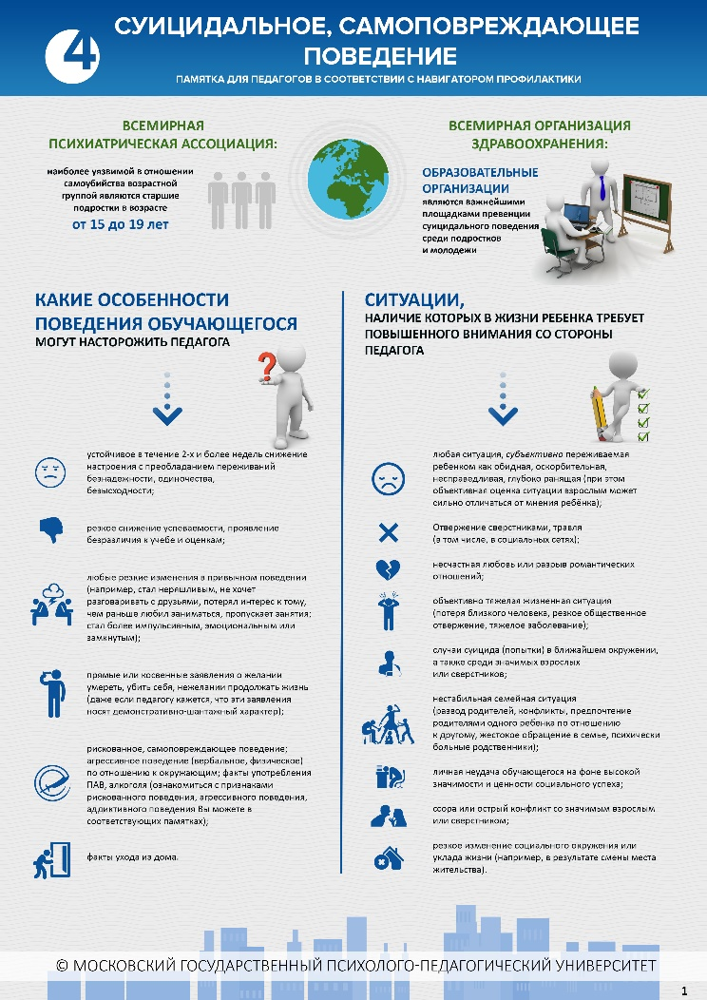 4
СУИЦИДАЛЬНОЕ, САМОПОВРЕЖДАЮЩЕЕ
ПОВЕДЕНИЕ
ПАМЯТКА ДЛЯ ПЕДАГОГОВ В СООТВЕТСТВИИ С НАВИГАТОРОМ ПРОФИЛАКТИКИ
ВСЕМИРНАЯ
ПСИХИАТРИЧЕСКАЯ АССОЦИАЦИЯ:
наиболее уязвимой в отношении
самоубийства возрастной
группой являются старшие
подростки в возрасте
от 15 до 19 лет
ВСЕМИРНАЯ ОРГАНИЗАЦИЯ
ЗДРАВООХРАНЕНИЯ:
ОБРАЗОВАТЕЛЬНЫЕ
ОРГАНИЗАЦИИ
являются важнейшими
площадками превенции
суицидального поведения
среди подростков
и молодежи
КАКИЕ ОСОБЕННОСТИ
ПОВЕДЕНИЯ ОБУЧАЮЩЕГОСЯ
МОГУТ НАСТОРОЖИТЬ ПЕДАГОГА
?
устойчивое в течение 2-х и более недель снижение
настроения с преобладанием переживаний
безнадежности, одиночества,
безысходности;
резкое снижение успеваемости, проявление
безразличия к учебе и оценкам;
любые резкие изменения в привычном поведении
(например, стал неряшливым, не хочет
разговаривать с друзьями, потерял интерес к тому,
чем раньше любил заниматься, пропускает занятия;
стал более импульсивным, эмоциональным или
замкнутым);
прямые или косвенные заявления о желании
умереть, убить себя, нежелании продолжать жизнь
(даже если педагогу кажется, что эти заявления
носят демонстративно-шантажный характер);
рискованное, самоповреждающее поведение;
агрессивное поведение (вербальное, физическое)
по отношению к окружающим; факты употребления
ПАВ, алкоголя (ознакомиться с признаками
рискованного поведения, агрессивного поведения,
аддиктивного поведения Вы можете в
соответствующих памятках);
факты ухода из дома.
СИТУАЦИИ,
НАЛИЧИЕ КОТОРЫХ В ЖИЗНИ РЕБЕНКА ТРЕБУЕТ
ПОВЫШЕННОГО ВНИМАНИЯ СО СТОРОНЫ
ПЕДАГОГА
любая ситуация, субъективно переживаемая
ребенком как обидная, оскорбительная,
несправедливая, глубоко ранящая (при этом
объективная оценка ситуации взрослым может
сильно отличаться от мнения ребёнка);
Отвержение сверстниками, травля
(в том числе, в социальных сетях);
несчастная любовь или разрыв романтических
отношений;
объективно тяжелая жизненная ситуация
(потеря близкого человека, резкое общественное
отвержение, тяжелое заболевание);
случаи суицида (попытки) в ближайшем окружении,
а также среди значимых взрослых
или сверстников;
нестабильная семейная ситуация
(развод родителей, конфликты, предпочтение
родителями одного ребенка по отношению
к другому, жестокое обращение в семье, психически
больные родственники);
личная неудача обучающегося на фоне высокой
значимости и ценности социального успеха;
ссора или острый конфликт со значимым взрослым
или сверстником;
резкое изменение социального окружения или
уклада жизни (например, в результате смены места
жительства).
© МОСКОВСКИЙ ГОСУДАРСТВЕННЫЙ ПСИХОЛОГО-ПЕДАГОГИЧЕСКИЙ УНИВЕРСИТЕТ
1